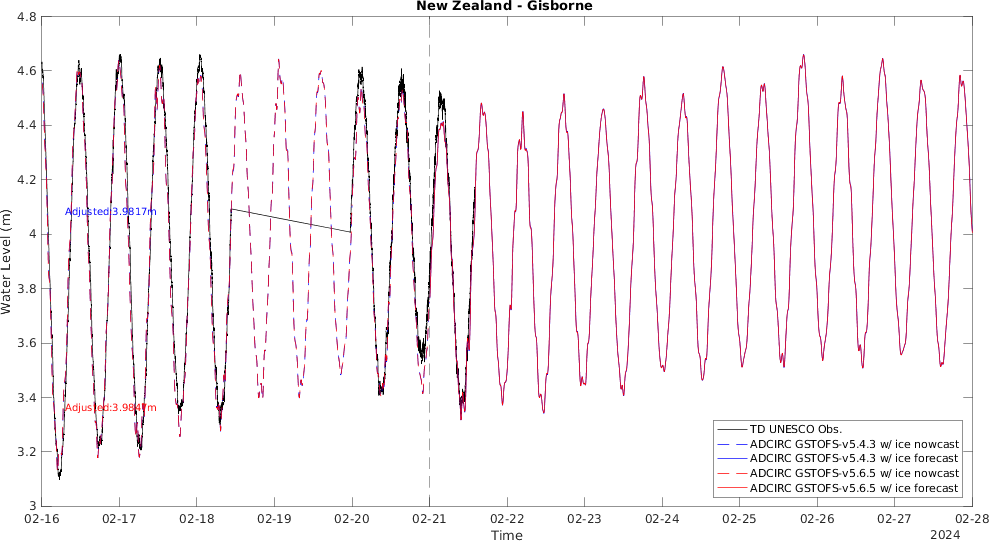 New Zealand - Gisborne
4.8
4.6
4.4
4.2
4
3.8
3.6
3.4
3.2
3
Water Level (m)
Adjusted:3.9817m
Adjusted:3.9847m
TD UNESCO Obs.
ADCIRC GSTOFS-v5.4.3 w/ ice nowcast
ADCIRC GSTOFS-v5.4.3 w/ ice forecast
ADCIRC GSTOFS-v5.6.5 w/ ice nowcast
ADCIRC GSTOFS-v5.6.5 w/ ice forecast
02-16 02-17 02-18 02-19 02-20 02-21 02-22 02-23 02-24 02-25 02-26 02-27 02-28
Time
2024